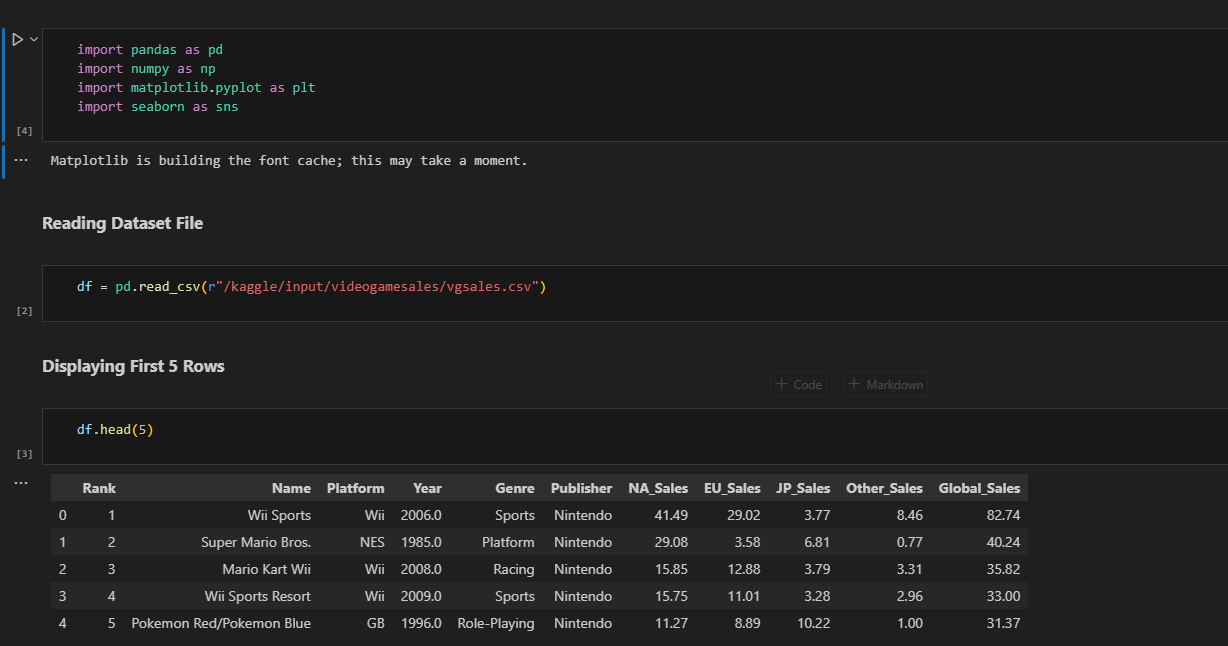 import pandas as pd
import numpy as np
import matplotlib.pyplot as plt
import seaborn as sns
[4]
... Matplotlib is building the font cache; this may take a moment.
Reading Dataset File
df = pd.read_csv(r"/kaggle/input/videogamesales/vgsales.csv")
[2]
Displaying First 5 Rows
+ Code + Markdown
df.head(5)
[3]
...
Rank Name Platform Year Genre Publisher NA_Sales EU_Sales JP_Sales Other_Sales Global_Sales
0 1 Wii Sports Wii 2006.0 Sports Nintendo 41.49 29.02 3.77 8.46 82.74
1 2 Super Mario Bros. NES 1985.0 Platform Nintendo 29.08 3.58 6.81 0.77 40.24
2 3 Mario Kart Wii Wii 2008.0 Racing Nintendo 15.85 12.88 3.79 3.31 35.82
3 4 Wii Sports Resort Wii 2009.0 Sports Nintendo 15.75 11.01 3.28 2.96 33.00
4 5 Pokemon Red/Pokemon Blue GB 1996.0 Role-Playing Nintendo 11.27 8.89 10.22 1.00 31.37